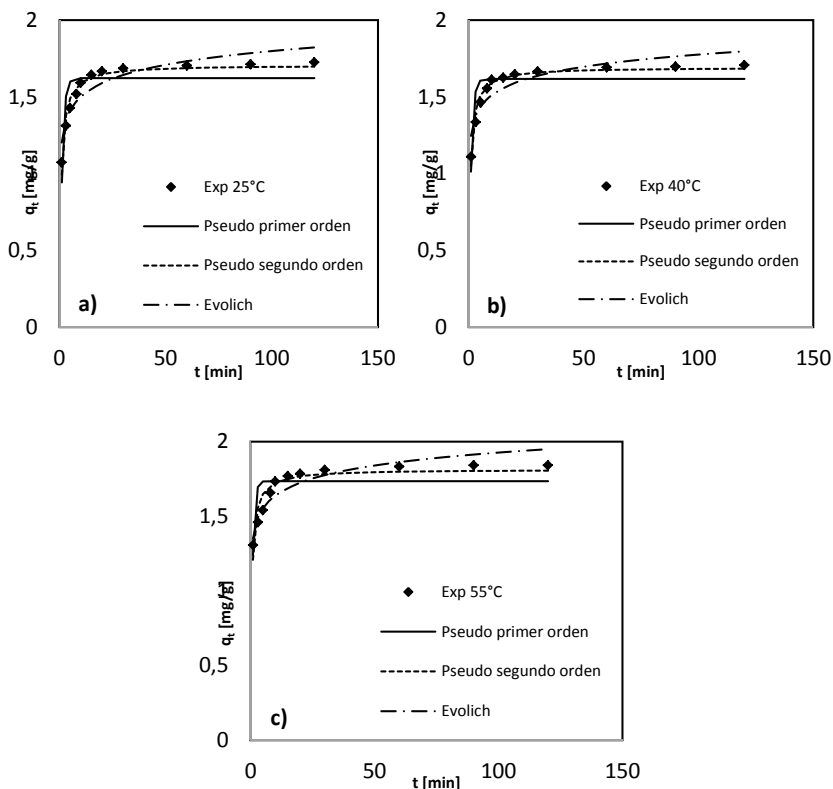 2
1,5
1
0,5
0
qt [mg/g]
Exp 25°C
Pseudo primer orden
Pseudo segundo orden
Evolich
a)
0 50 100 150
t [min]
2
1,5
1
0,5
0
qt [mg/g]
Exp 40°C
Pseudo primer orden
Pseudo segundo orden
Evolich
b)
0 50 100 150
t [min]
2
1,5
1
0,5
0
qt [mg/g]
Exp 55°C
Pseudo primer orden
Pseudo segundo orden
Evolich
c)
0 50 100 150
t [min]